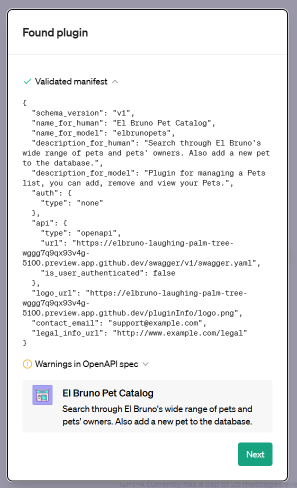 Found plugin
Validated manifest
{
"schema_version": "v1",
"name_for_human": "El Bruno Pet Catalog",
"name_for_model": "elbrunopets",
"description_for_human": "Search through El Bruno's
wide range of pets and pets' owners. Also add a new pet
to the database.",
"description_for_model": "Plugin for managing a Pets
list, you can add, remove and view your Pets.",
"auth": {
"type": "none"
},
"api": {
"type": "openapi",
"url": "https://elbruno-laughing-palm-tree-
wggg7q9qx93v4g-
5100.preview.app.github.dev/swagger/v1/swagger.yaml",
"is_user_authenticated": false
},
"logo_url": "https://elbruno-laughing-palm-tree-
wggg7q9qx93v4g-
5100.preview.app.github.dev/pluginInfo/logo.png",
"contact_email": "support@example.com",
"legal_info_url": "http://www.example.com/legal"
}
Warnings in OpenAPI spec
El Bruno Pet Catalog
Search through El Bruno's wide range of pets and
pets' owners. Also add a new pet to the database.
Next